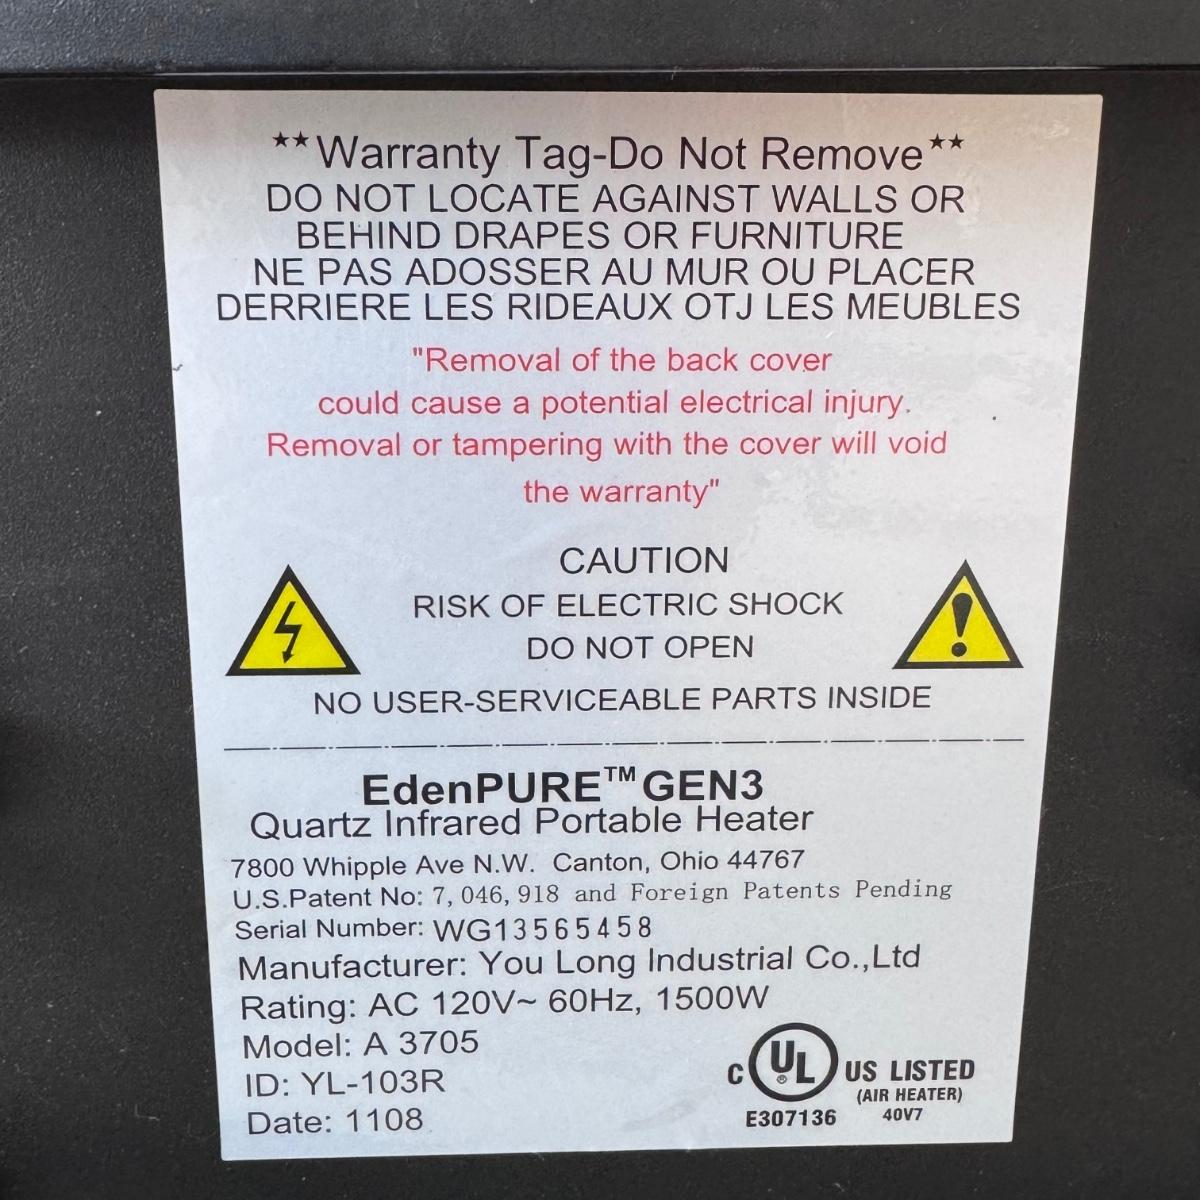 **Warranty Tag-Do Not Remove**
DO NOT LOCATE AGAINST WALLS OR
BEHIND DRAPES OR FURNITURE
NE PAS ADOSSER AU MUR OU PLACER
DERRIERE LES RIDEAUX OTJ LES MEUBLES
"Removal of the back cover
could cause a potential electrical injury.
Removal or tampering with the cover will void
the warranty"
CAUTION
RISK OF ELECTRIC SHOCK
DO NOT OPEN
NO USER-SERVICEABLE PARTS INSIDE
EdenPURE™ GEN3
Quartz Infrared Portable Heater
7800 Whipple Ave N.W. Canton, Ohio 44767
U.S.Patent No: 7,046,918 and Foreign Patents Pending
Serial Number: WG13565458
Manufacturer: You Long Industrial Co.,Ltd
Rating: AC 120V~ 60Hz, 1500W
Model: A 3705
ID: YL-103R
Date: 1108
C UL® US LISTED
(AIR HEATER)
E307136 40V7